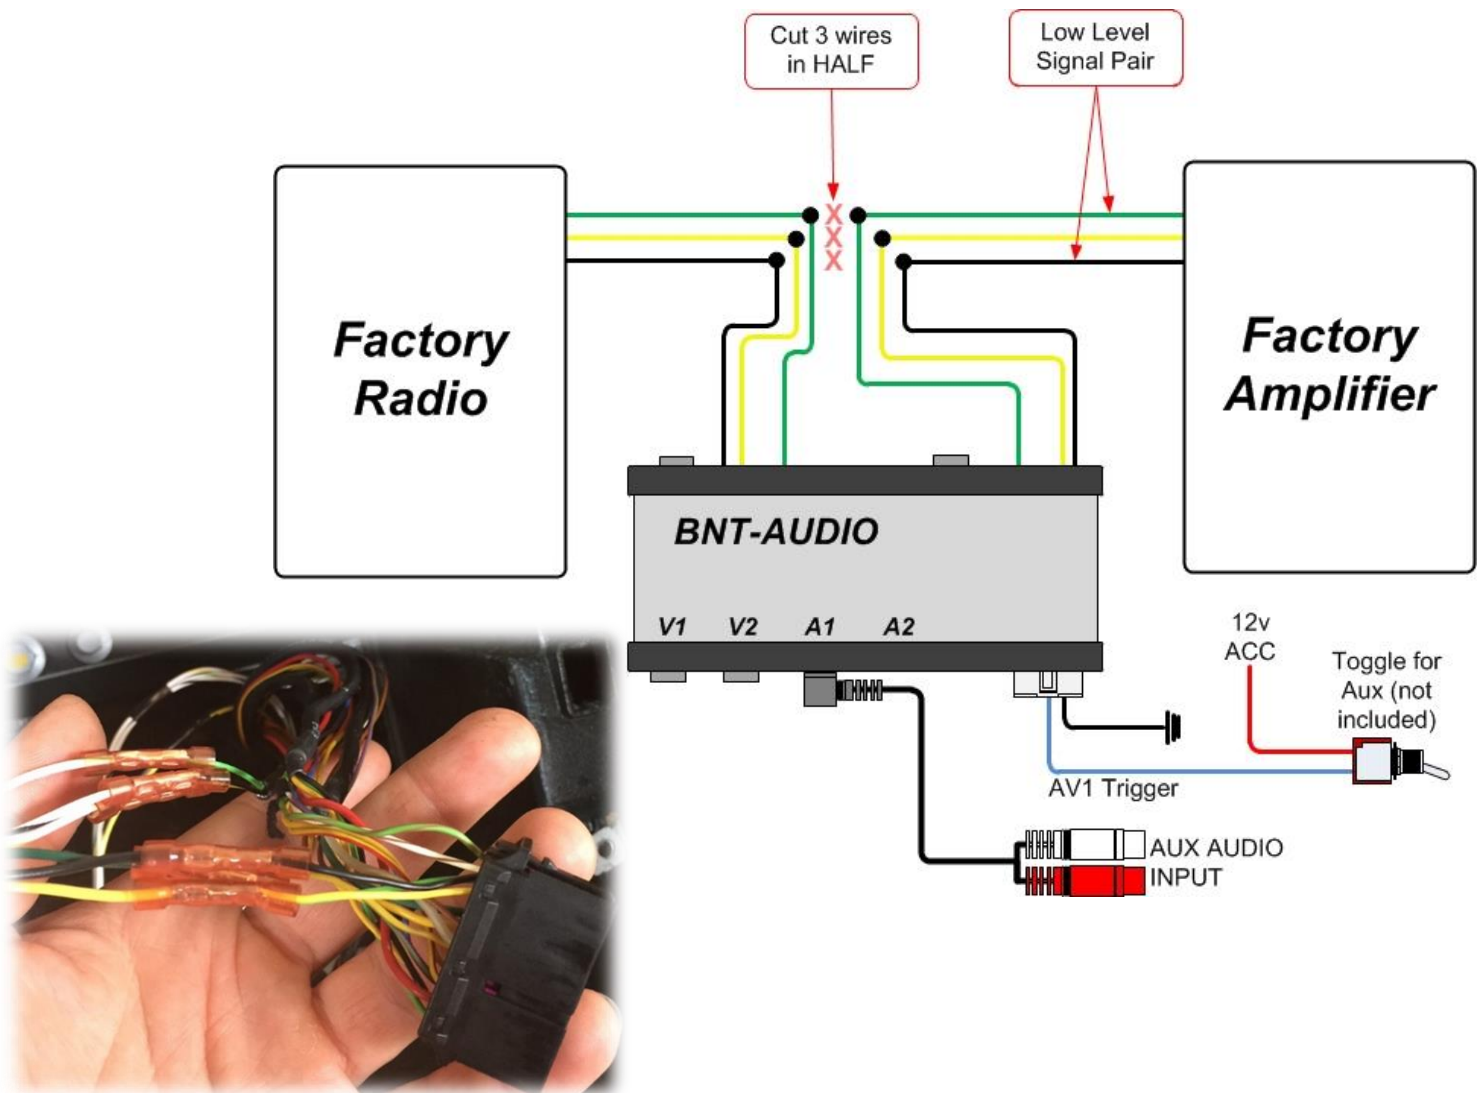 Cut 3 wires
in HALF
Low Level
Signal Pair
X
X
X
Factory
Radio
Factory
Amplifier
BNT-AUDIO
V1 V2 A1 A2
12v
ACC
Toggle for
Aux (not
included)
AV1 Trigger
AUX AUDIO
INPUT